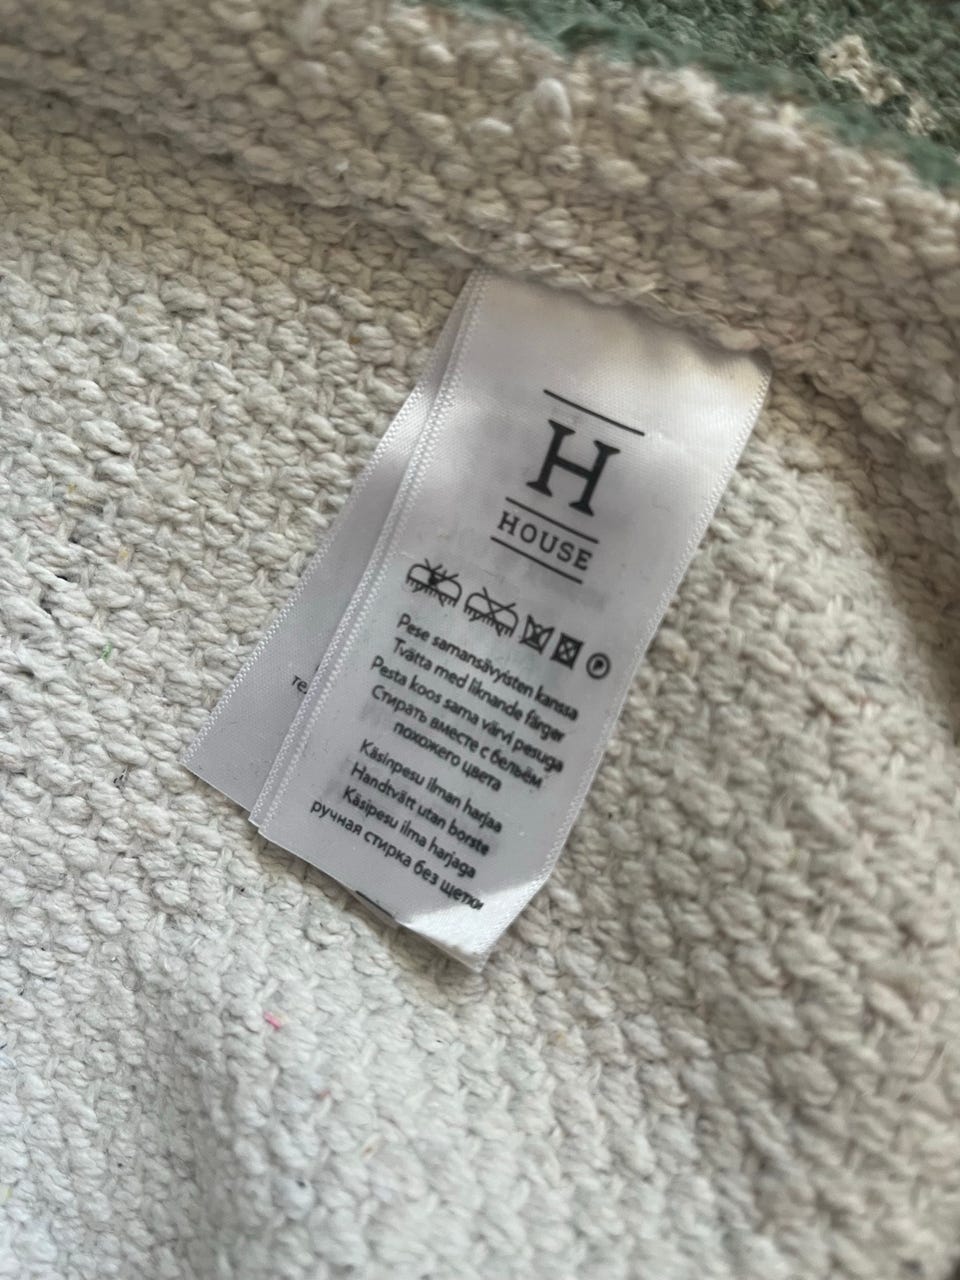 H
HOUSE
P
Pese samansävyisten kanssa
Tvätta med liknande färger
Pesta koos sama värvi pesuga
Стирать вместе с бельём
похожего цвета
Käsinpesu ilman harjaa
Handtvätt utan borste
Käsipesu ilma harjaga
ручная стирка без щетки